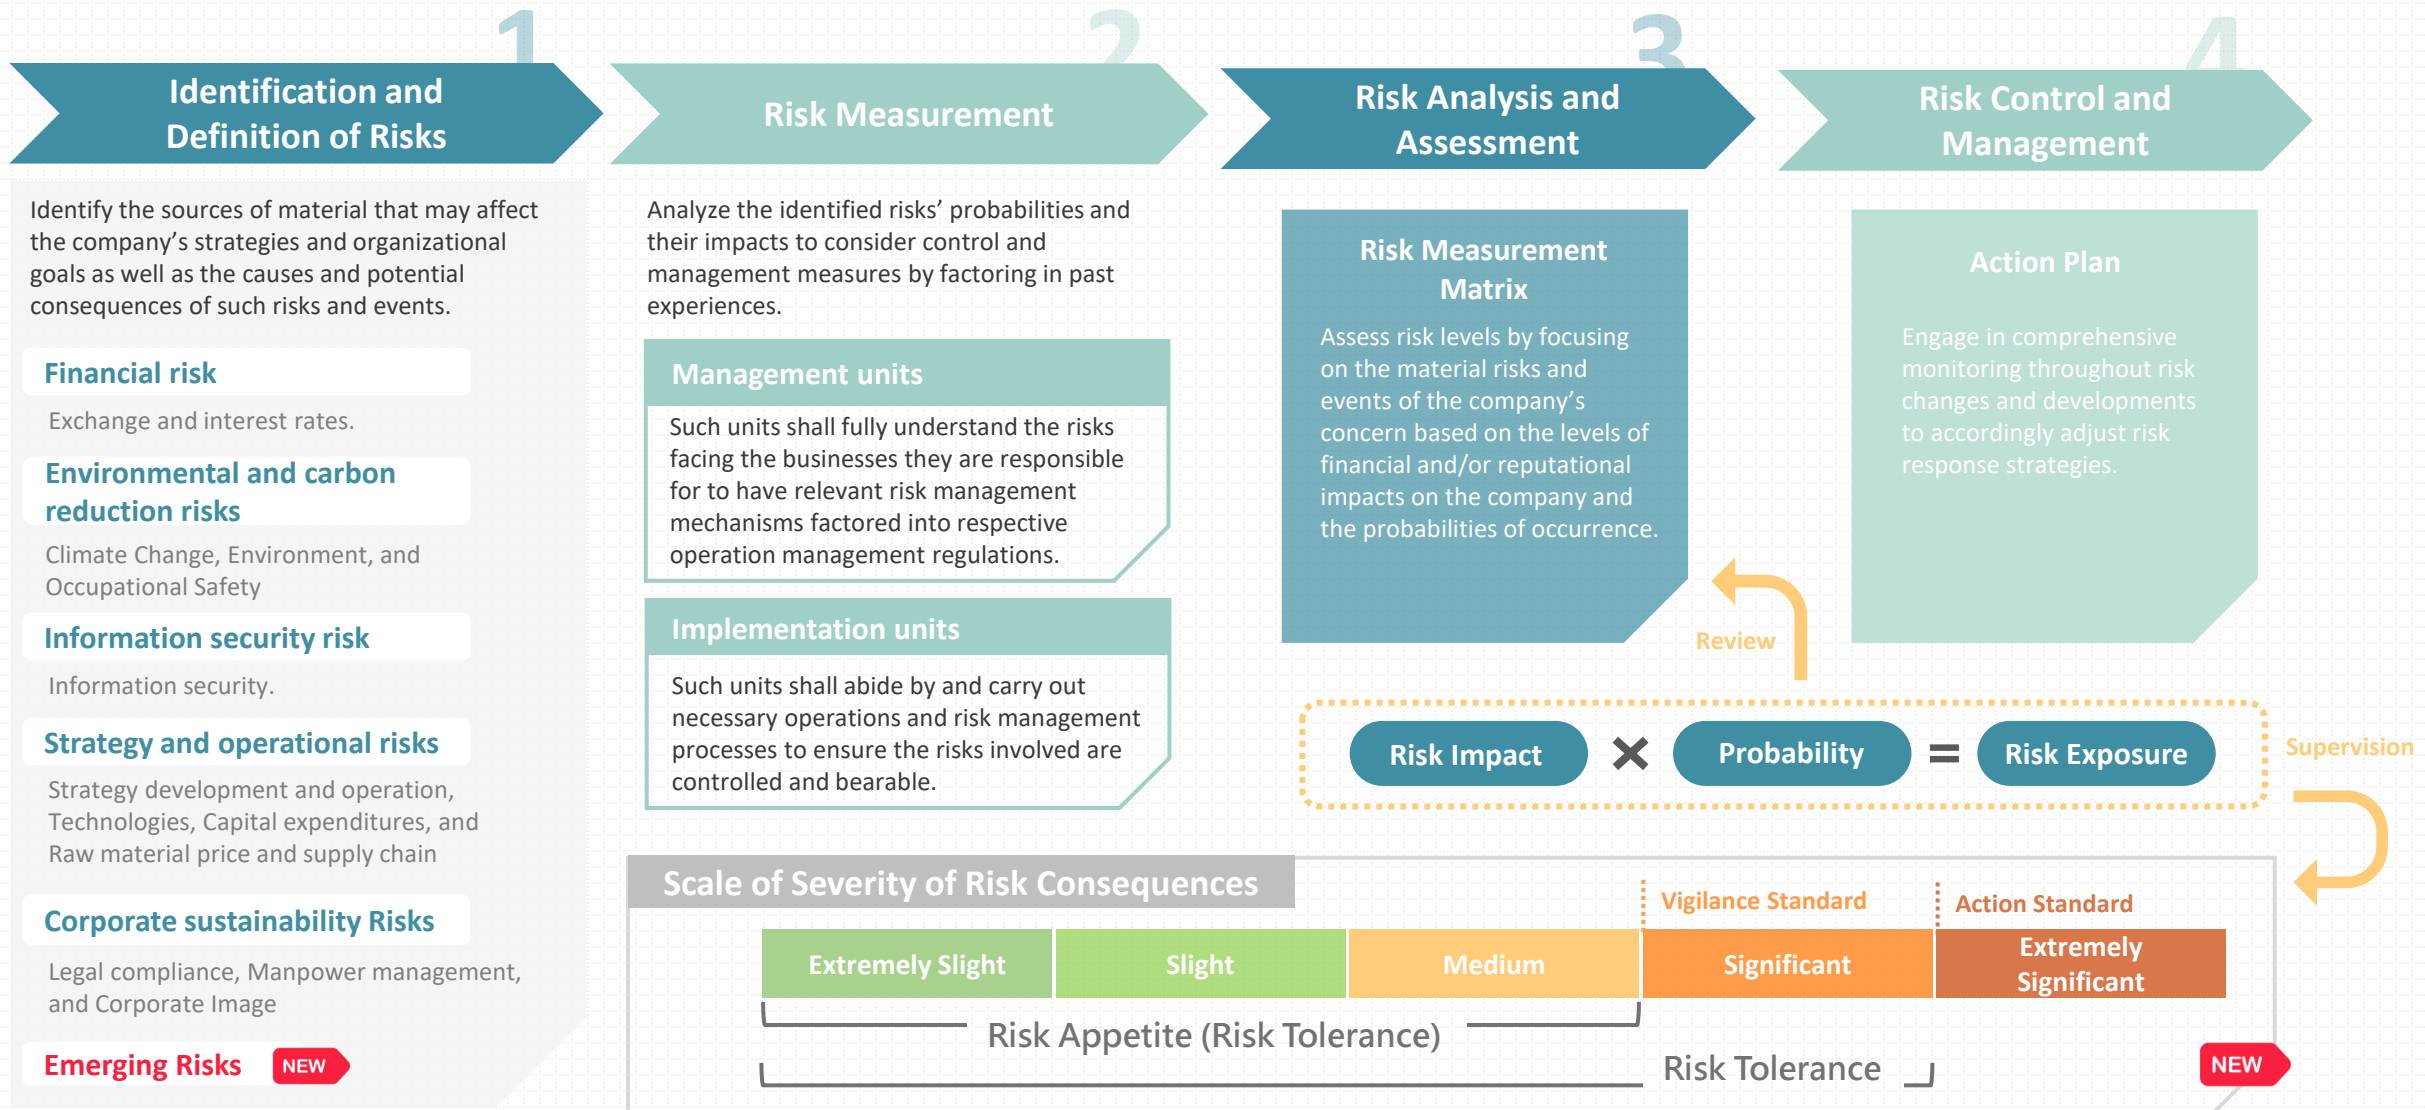 1
Identification and
Definition of Risks
Identify the sources of material that may affect
the company’s strategies and organizational
goals as well as the causes and potential
consequences of such risks and events.
Financial risk
Exchange and interest rates.
Environmental and carbon
reduction risks
Climate Change, Environment, and
Occupational Safety
Information security risk
Information security.
Strategy and operational risks
Strategy development and operation,
Technologies, Capital expenditures, and
Raw material price and supply chain
Corporate sustainability Risks
Legal compliance, Manpower management,
and Corporate Image
Emerging Risks
NEW
2
Risk Measurement
Analyze the identified risks’ probabilities and
their impacts to consider control and
management measures by factoring in past
experiences.
Management units
Such units shall fully understand the risks
facing the businesses they are responsible
for to have relevant risk management
mechanisms factored into respective
operation management regulations.
Implementation units
Such units shall abide by and carry out
necessary operations and risk management
processes to ensure the risks involved are
controlled and bearable.
3
Risk Analysis and
Assessment
Risk Measurement
Matrix
Assess risk levels by focusing
on the material risks and
events of the company’s
concern based on the levels of
financial and/or reputational
impacts on the company and
the probabilities of occurrence.
4
Risk Control and
Management
Action Plan
Engage in comprehensive
monitoring throughout risk
changes and developments
to accordingly adjust risk
response strategies.
Review
Risk Impact × Probability = Risk Exposure
Supervision
Scale of Severity of Risk Consequences
Vigilance Standard
Action Standard
Extremely Slight
Slight
Medium
Significant
Extremely
Significant
Risk Appetite (Risk Tolerance)
Risk Tolerance
NEW